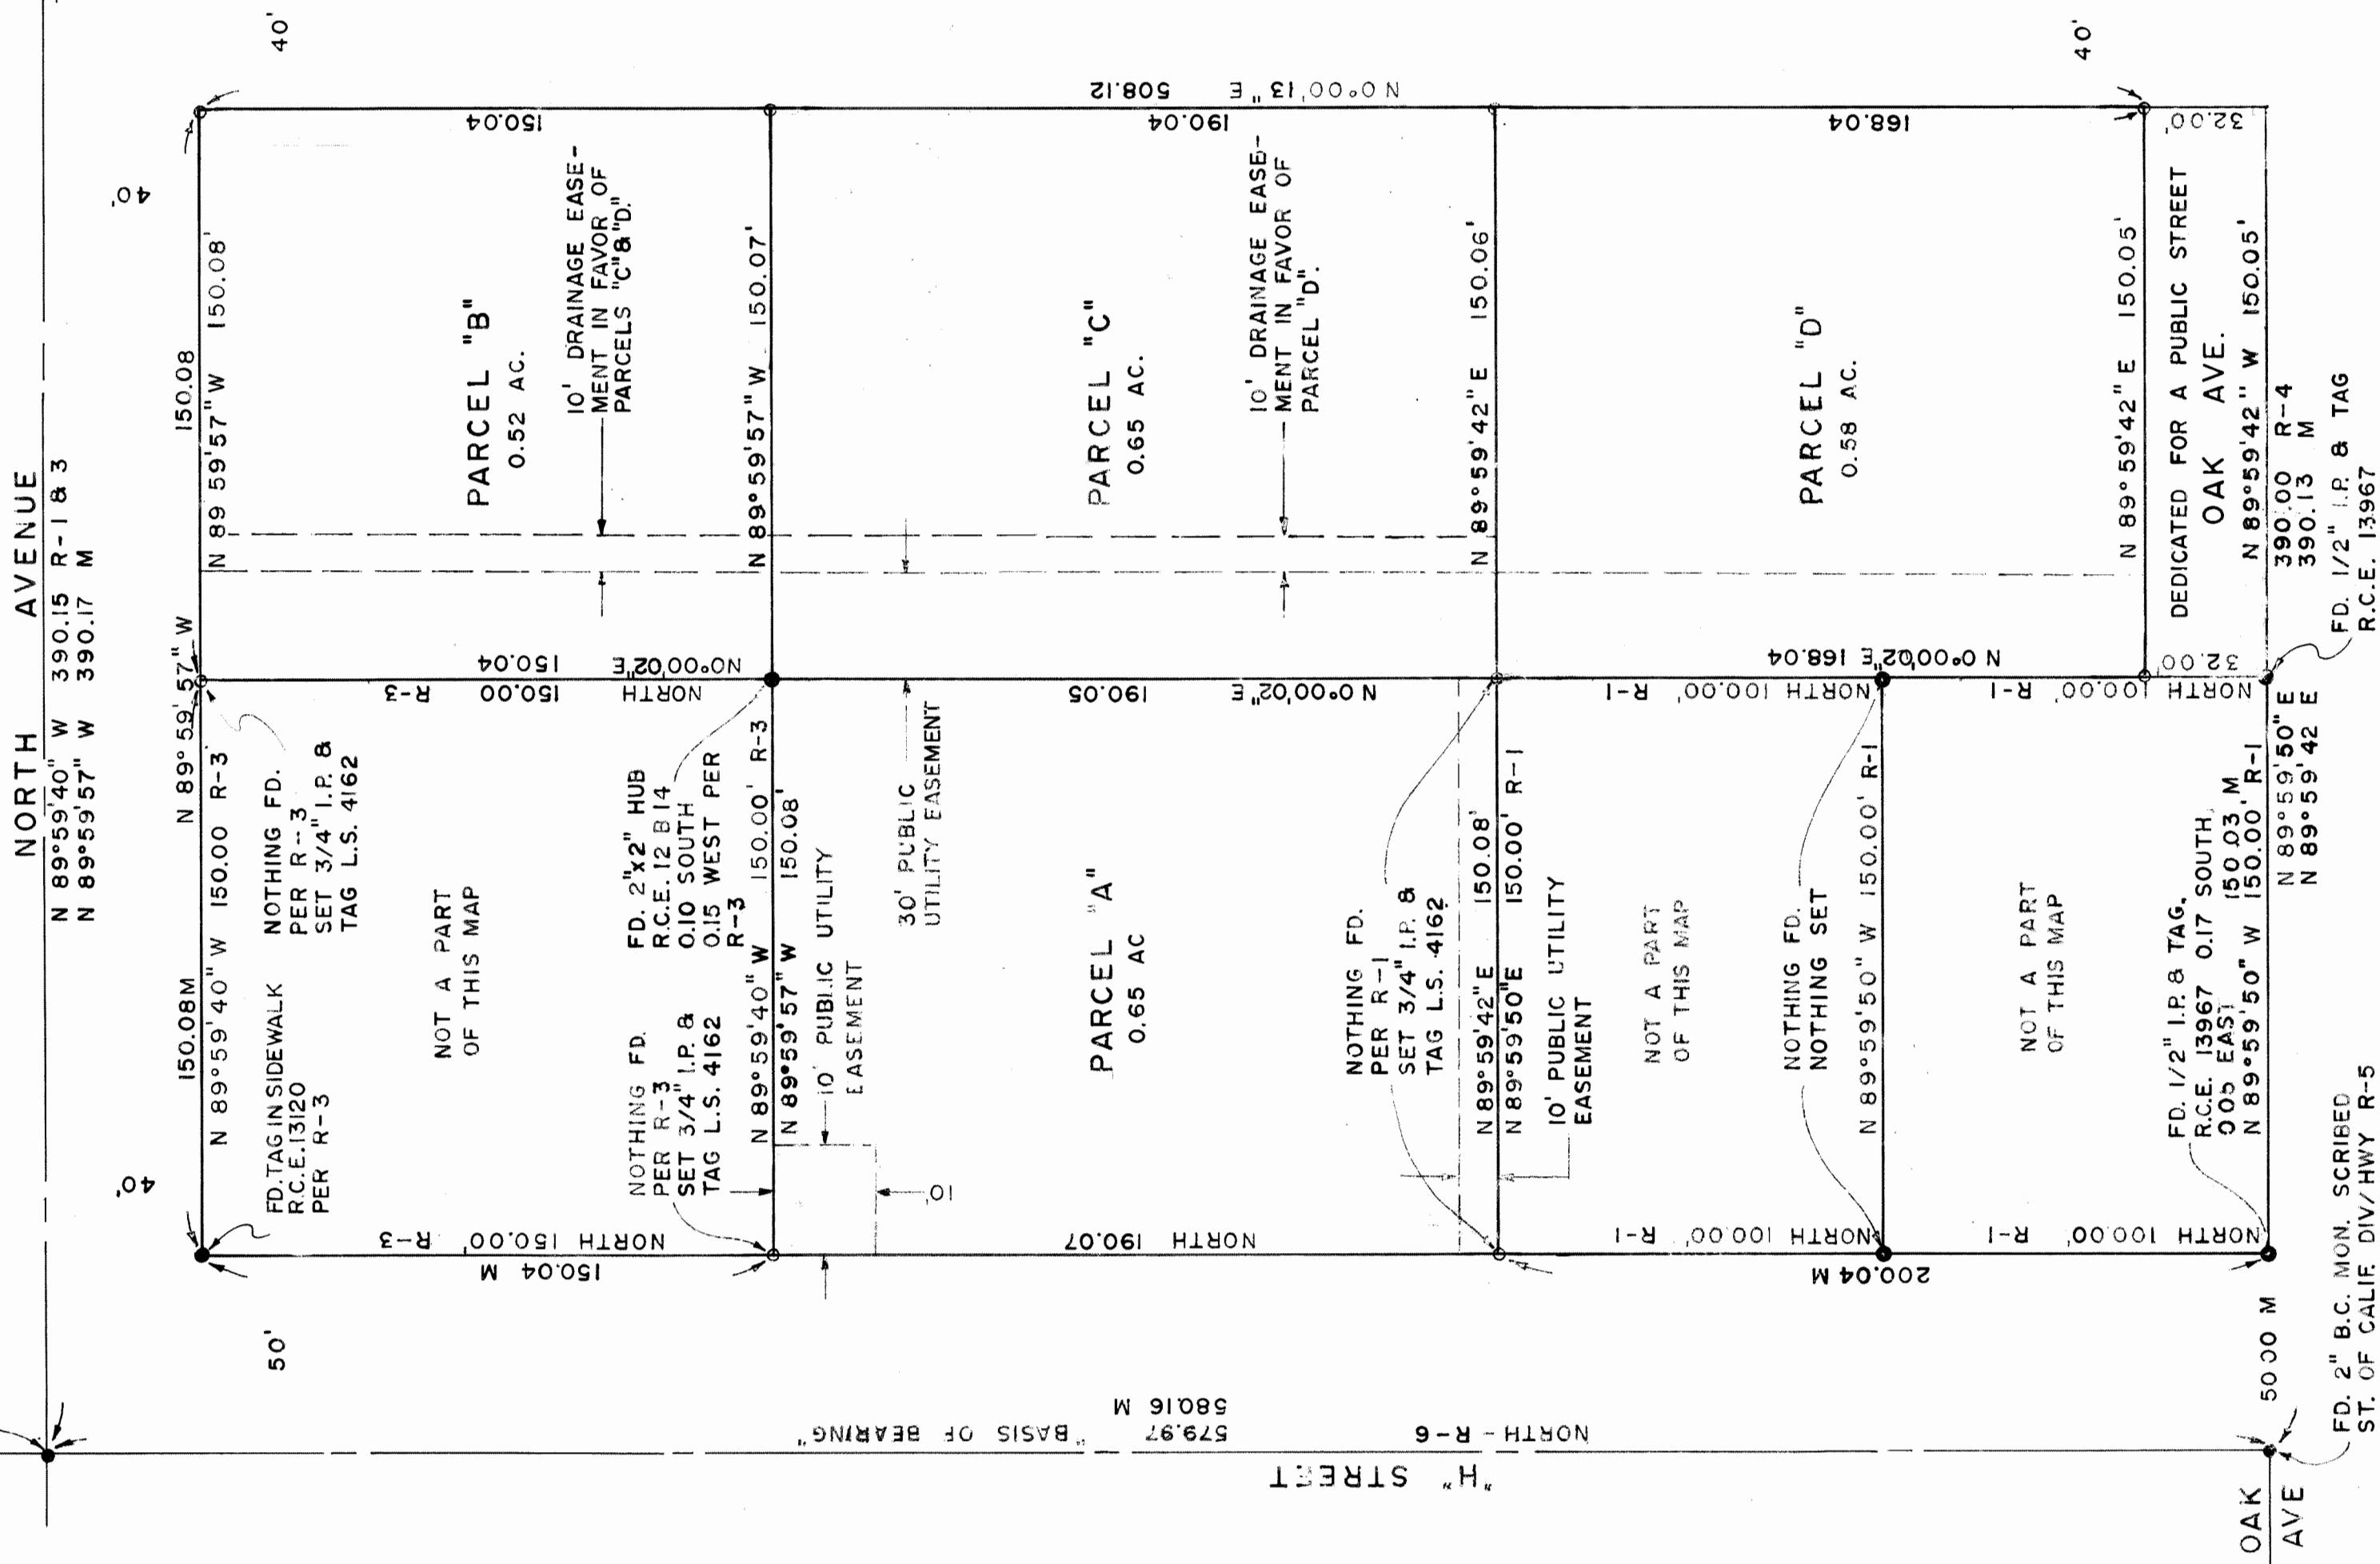 NORTH AVENUE
N 89°59'40" W 390.15 R-1 & 3
N 89°59'57" W 390.17 M
40'
40'
40'
50'
N 89°59'57" W
150.08M
150.08
N 89°59'40" W 150.00 R-3
N 89 59'57" W 150.08'
FD. TAG IN SIDEWALK
R.C.E. 13120
PER R-3
NOTHING FD.
PER R-3
SET 3/4" I.P. &
TAG L.S. 4162
NOT A PART
OF THIS MAP
NORTH 150.00' R-3
150.04 M
NORTH 150.00 R-3
N0°00'02"E 150.04
PARCEL "B"
0.52 AC.
10' DRAINAGE EASE-
MENT IN FAVOR OF
PARCELS "C"&"D."
150.04
N 0°00'13" E 508.12
NOTHING FD.
PER R-3
SET 3/4" I.P. &
TAG L.S. 4162
FD. 2"x2" HUB
R.C.E. 12 B 14
0.10 SOUTH
0.15 WEST PER
R-3
N 89°59'40" W 150.00' R-3
N 89°59'57" W 150.08'
N 89°59'57" W 150.07'
10' PUBLIC UTILITY
EASEMENT
10'
30' PUBLIC
UTILITY EASEMENT
PARCEL "A"
0.65 AC
NORTH 190.07
N0°00'02"E 190.05
PARCEL "C"
0.65 AC.
10' DRAINAGE EASE-
MENT IN FAVOR OF
PARCEL "D".
190.04
NOTHING FD.
PER R-1
SET 3/4" I.P. &
TAG L.S. 4162
N89°59'42"E 150.08'
N89°59'50"E 150.00' R-1
N 89°59'42" E 150.06'
10' PUBLIC UTILITY
EASEMENT
NOT A PART
OF THIS MAP
NORTH 100.00' R-1
NORTH 100.00' R-1
N 0°00'02"E 168.04
PARCEL "D"
0.58 AC.
168.04
NOTHING FD.
NOTHING SET
N 89°59'50" W 150.00' R-1
200.04 M
NOT A PART
OF THIS MAP
NORTH 100.00' R-1
NORTH 100.00' R-1
N 89°59'42" E 150.05'
DEDICATED FOR A PUBLIC STREET
OAK AVE.
32.00'
32.00'
N 89°59'42" W 150.05'
FD. 1/2" I.P. & TAG,
R.C.E. 13967 0.17 SOUTH,
EAST 150.03 M
N 89°59'50" W 150.00' R-1
N 89°59'50" E 390.00 R-4
N 89°59'42 E 390.13 M
FD. 1/2" I.P. & TAG
R.C.E. 13967
NORTH - R-6 579.97 "BASIS OF BEARING"
580.16 M
"H" STREET
50 00 M
OAK
AVE
FD. 2" B.C. MON. SCRIBED
ST. OF CALIF. DIV/HWY R-5